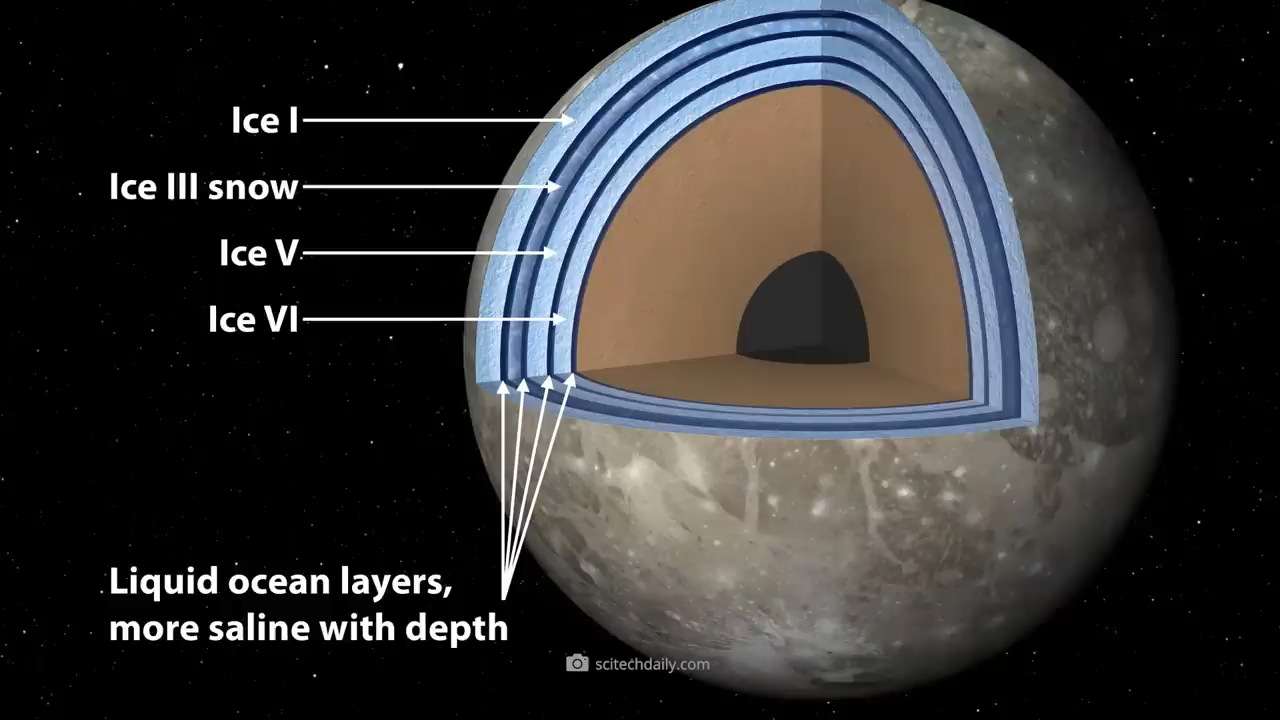 Ice I
Ice III snow
Ice V
Ice VI
Liquid ocean layers,
more saline with depth
scitechdaily.com